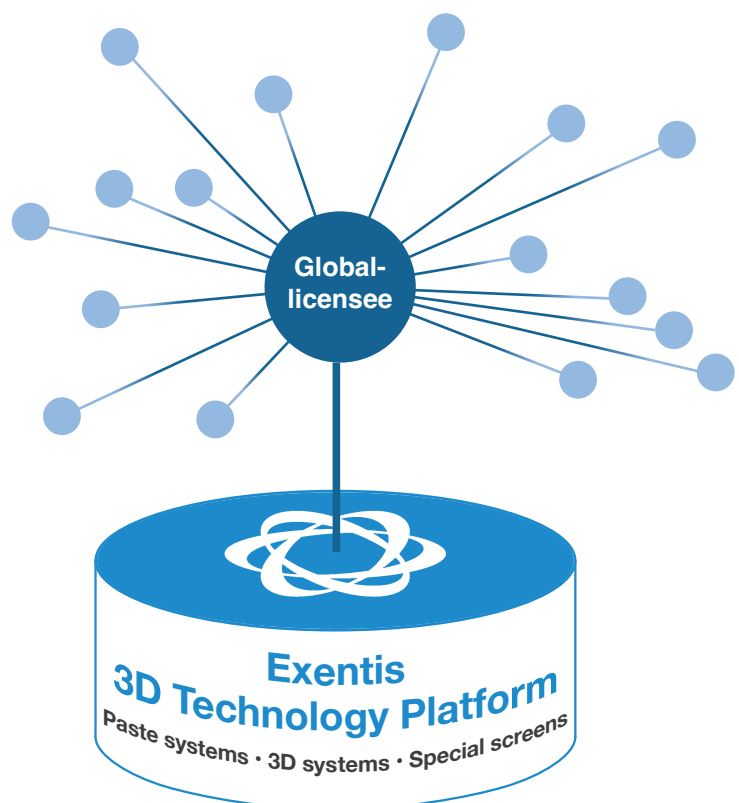 Global-
licensee
Exentis
3D Technology Platform
Paste systems · 3D systems · Special screens